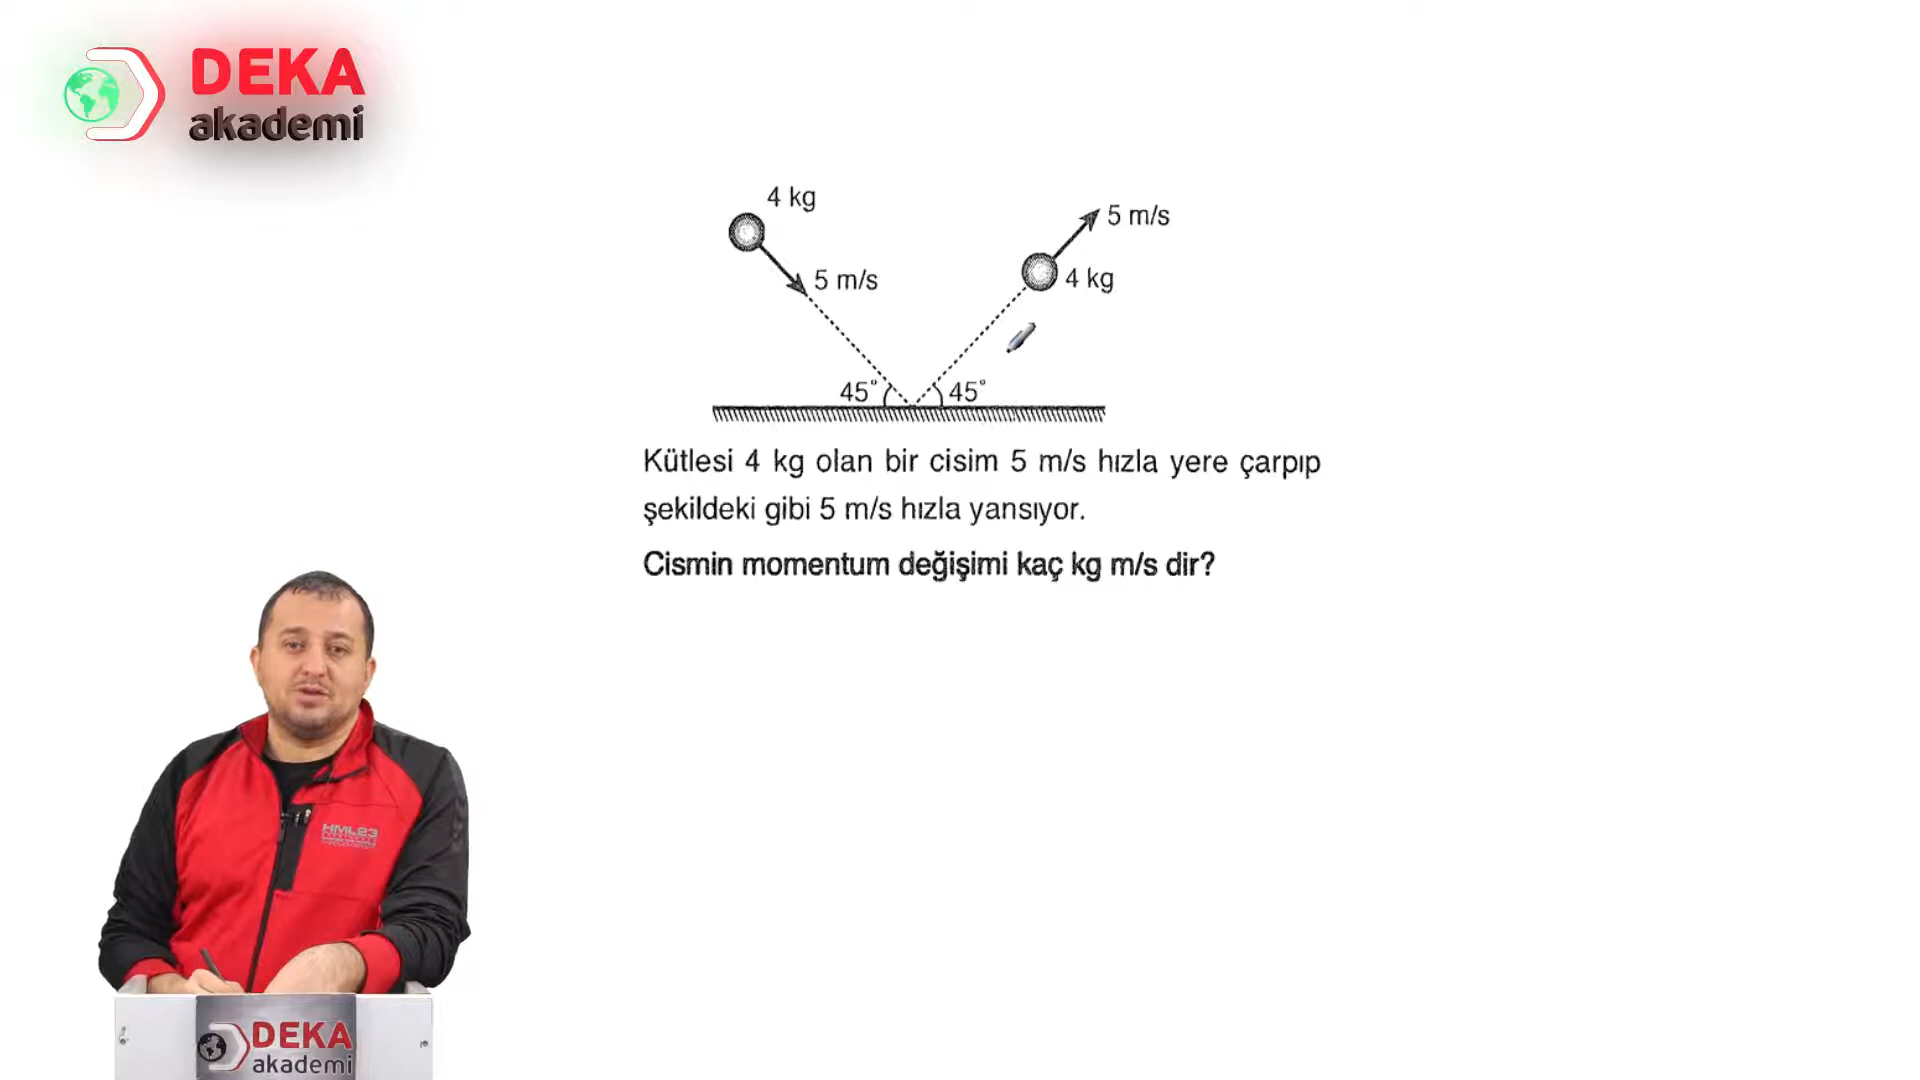 DEKA
akademi
4 kg
5 m/s
5 m/s
4 kg
45°
45°
Kütlesi 4 kg olan bir cisim 5 m/s hızla yere çarpıp
şekildeki gibi 5 m/s hızla yansıyor.
Cismin momentum değişimi kaç kg m/s dir?
HML23
DEKA
akademi